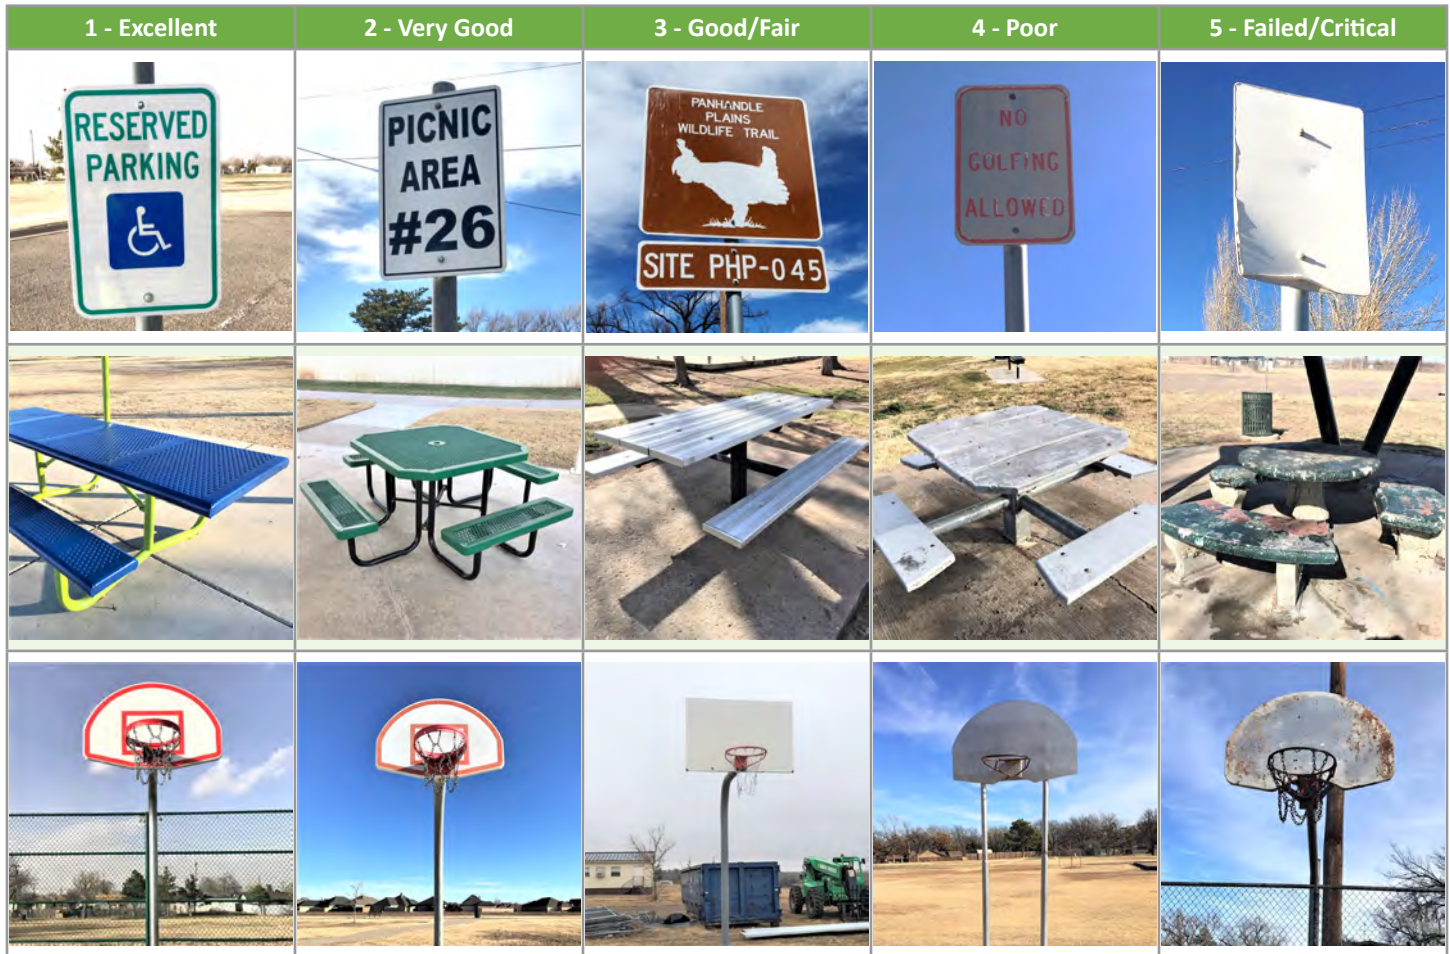 1 - Excellent
2 - Very Good
3 - Good/Fair
4 - Poor
5 - Failed/Critical
RESERVED
PARKING
PICNIC
AREA
#26
PANHANDLE
PLAINS
WILDLIFE TRAIL
SITE PHP-045
NO
GOLFING
ALLOWED